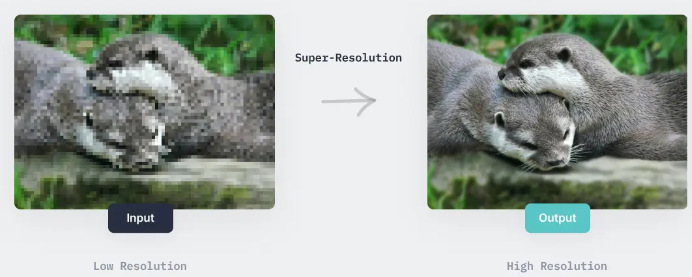 Super-Resolution
Input
Output
Low Resolution
High Resolution